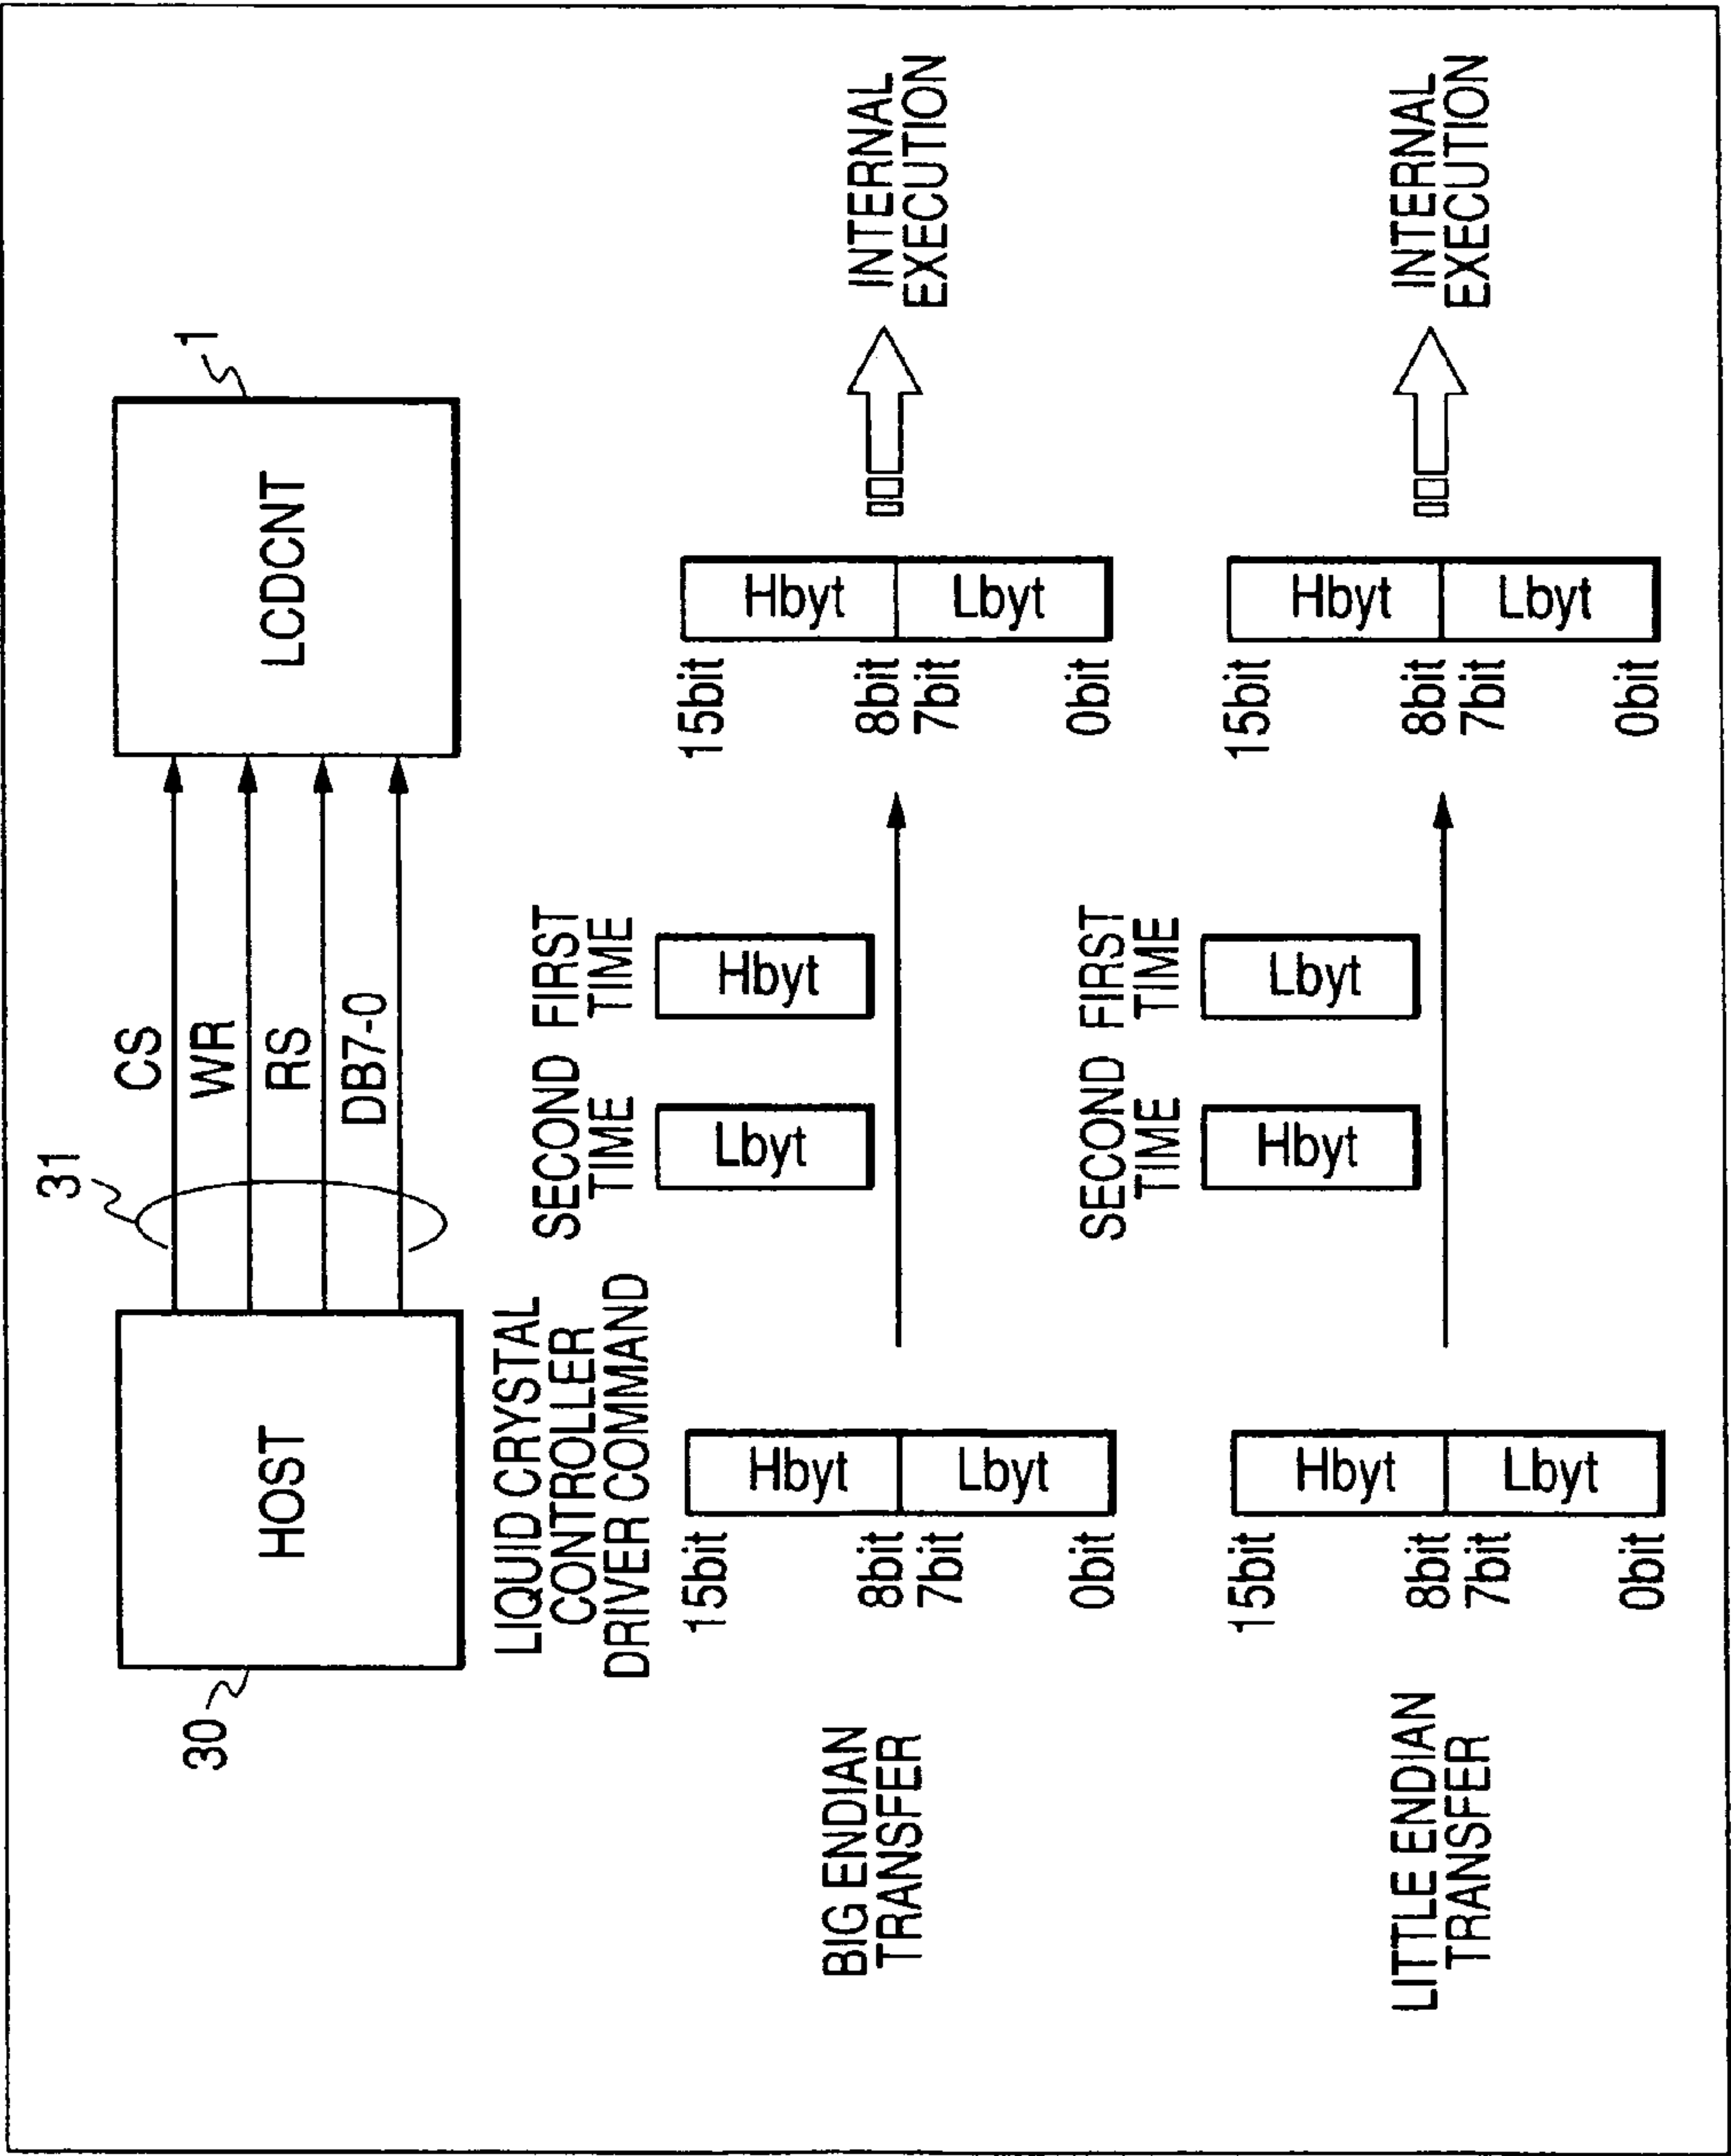 31
30
HOST
CS
WR
RS
DB7-0
LCDCNT
1
LIQUID CRYSTAL
CONTROLLER
DRIVER COMMAND
SECOND
TIME
FIRST
TIME
BIG ENDIAN
TRANSFER
15bit
8bit
7bit
0bit
Hbyt
Lbyt
Lbyt
Hbyt
15bit
8bit
7bit
0bit
Hbyt
Lbyt
INTERNAL
EXECUTION
SECOND
TIME
FIRST
TIME
LITTLE ENDIAN
TRANSFER
15bit
8bit
7bit
0bit
Hbyt
Lbyt
Hbyt
Lbyt
15bit
8bit
7bit
0bit
Hbyt
Lbyt
INTERNAL
EXECUTION